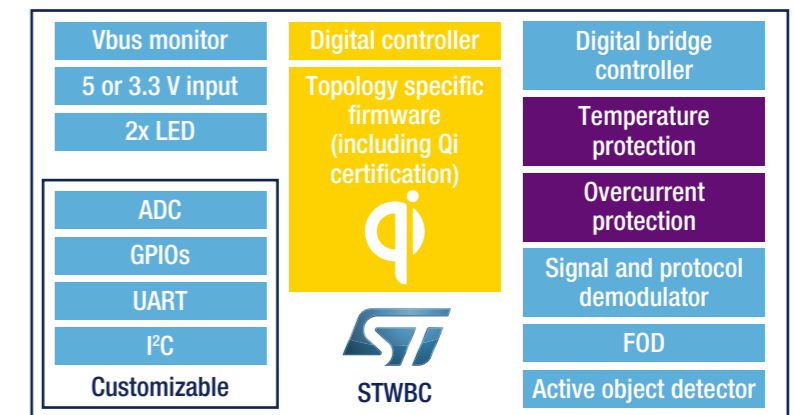 Vbus monitor
5 or 3.3 V input
2x LED
ADC
GPIOs
UART
I²C
Customizable
Digital controller
Topology specific
firmware
(including Qi
certification)
qi
ST
STWBC
Digital bridge
controller
Temperature
protection
Overcurrent
protection
Signal and protocol
demodulator
FOD
Active object detector